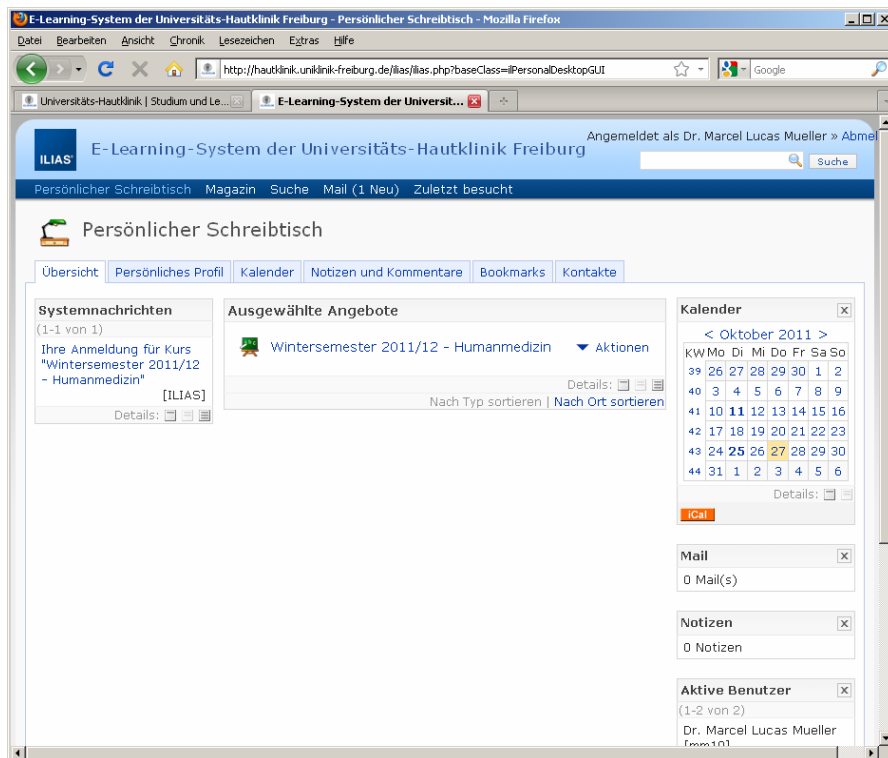 E-Learning-System der Universitäts-Hautklinik Freiburg - Persönlicher Schreibtisch - Mozilla Firefox
Datei Bearbeiten Ansicht Chronik Lesezeichen Extras Hilfe
http://hautklinik.uniklinik-freiburg.de/ilias/ilias.php?baseClass=ilPersonalDesktopGUI
Google
Universitäts-Hautklinik | Studium und Le...
E-Learning-System der Universit...
Angemeldet als Dr. Marcel Lucas Mueller » Abmel
ILIAS
E-Learning-System der Universitäts-Hautklinik Freiburg
Suche
Persönlicher Schreibtisch Magazin Suche Mail (1 Neu) Zuletzt besucht
Persönlicher Schreibtisch
Übersicht Persönliches Profil Kalender Notizen und Kommentare Bookmarks Kontakte
Systemnachrichten
(1-1 von 1)
Ihre Anmeldung für Kurs
"Wintersemester 2011/12
- Humanmedizin"
[ILIAS]
Details:
Ausgewählte Angebote
Wintersemester 2011/12 - Humanmedizin Aktionen
Details:
Nach Typ sortieren | Nach Ort sortieren
Kalender
< Oktober 2011 >
KW Mo Di Mi Do Fr Sa So
39 26 27 28 29 30 1 2
40 3 4 5 6 7 8 9
41 10 11 12 13 14 15 16
42 17 18 19 20 21 22 23
43 24 25 26 27 28 29 30
44 31 1 2 3 4 5 6
Details:
iCal
Mail
0 Mail(s)
Notizen
0 Notizen
Aktive Benutzer
(1-2 von 2)
Dr. Marcel Lucas Mueller
[mm10]